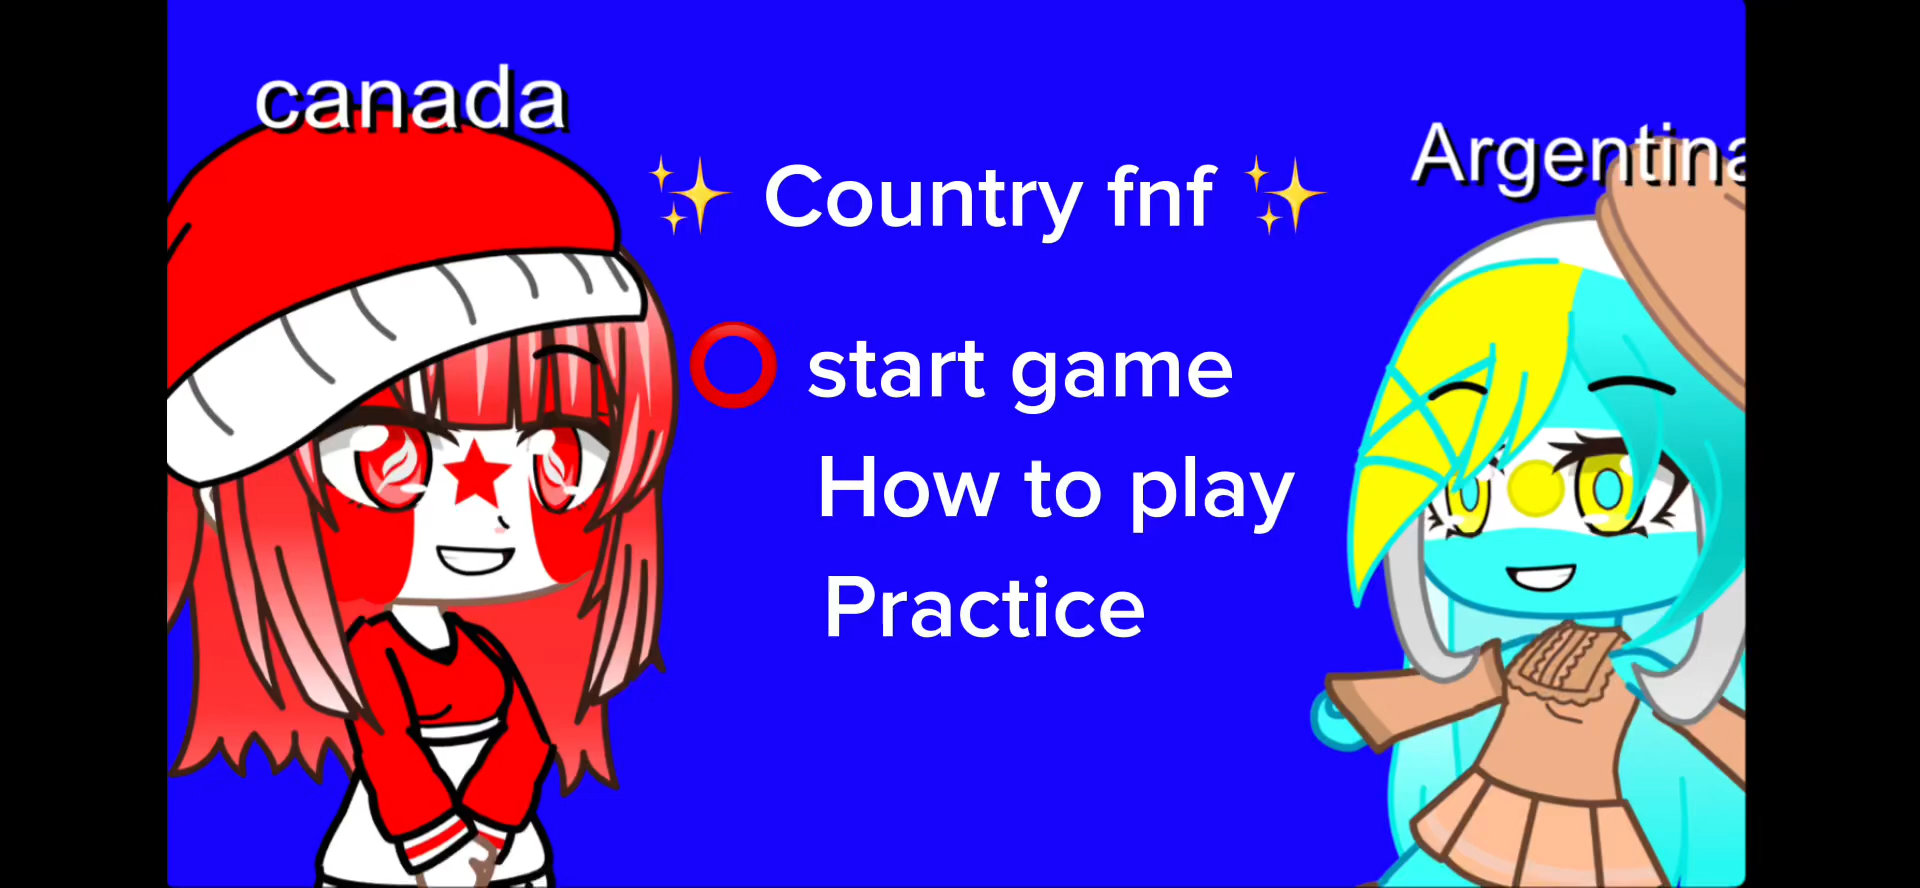 canada
Argentina
✨ Country fnf ✨
⭕ start game
How to play
Practice